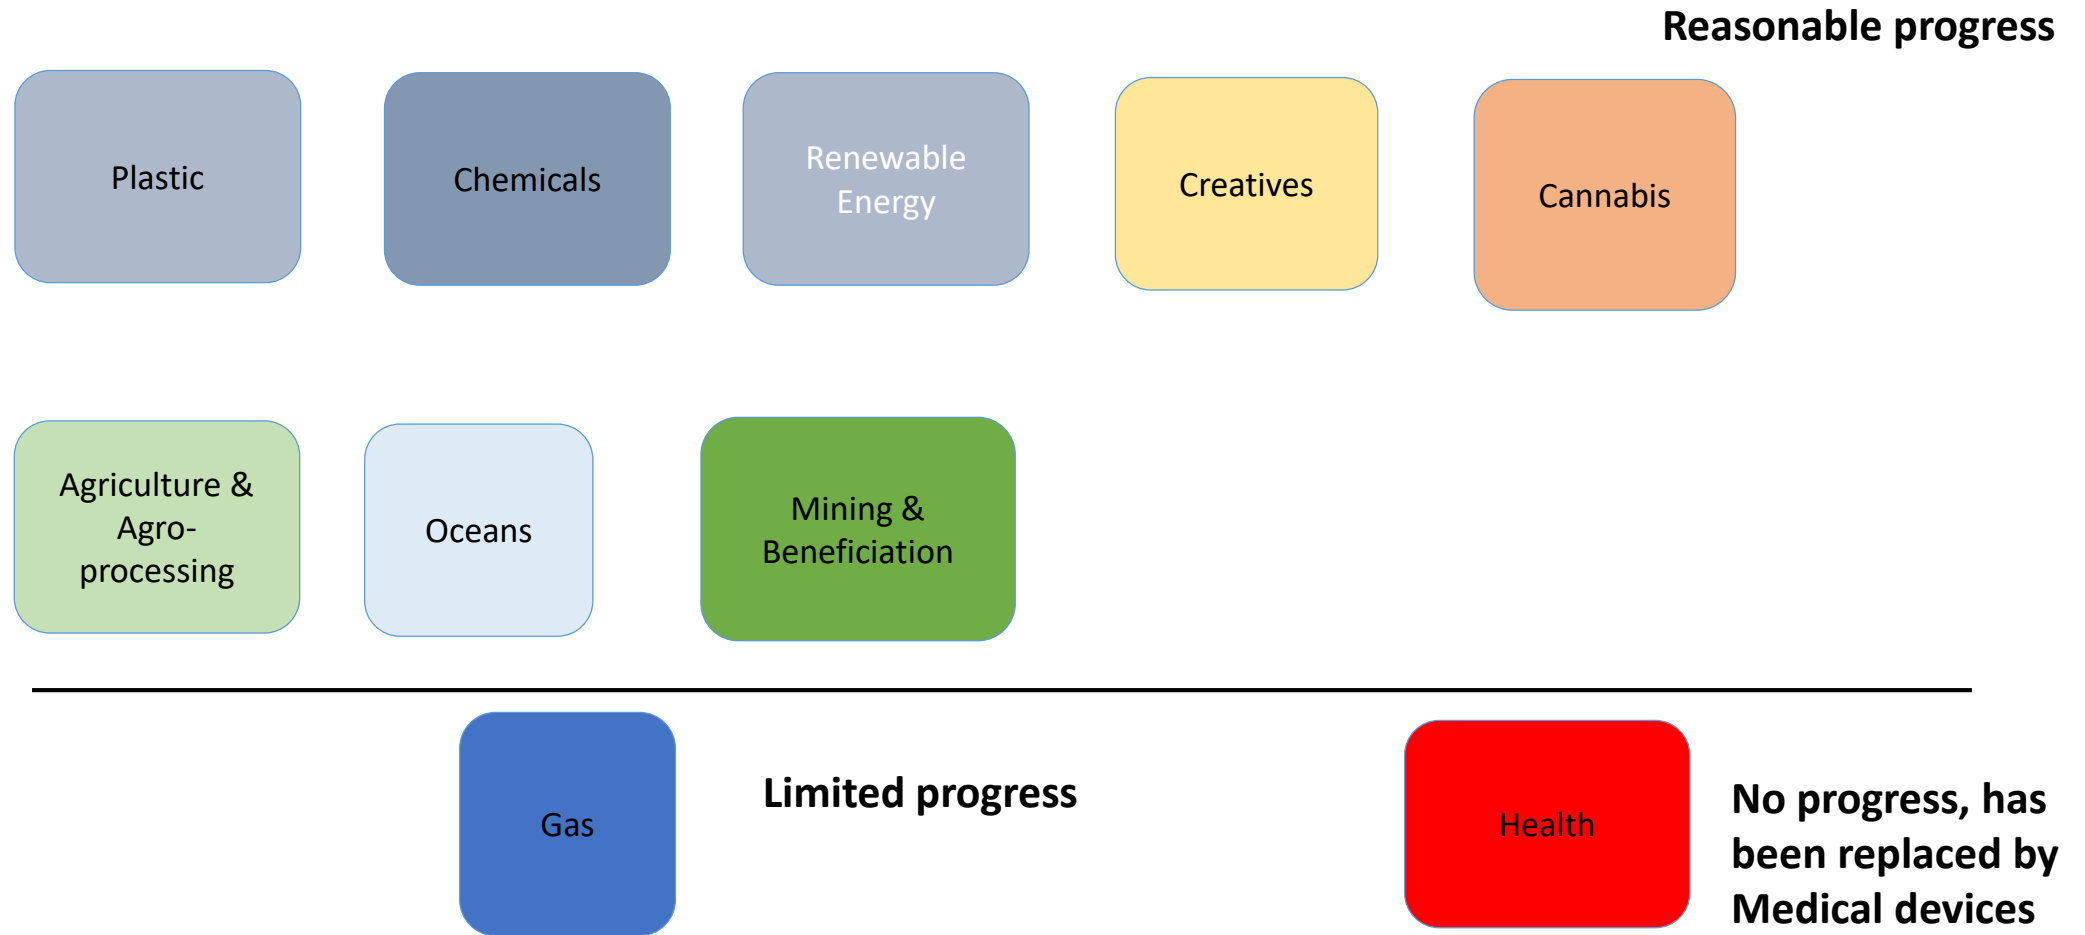 Reasonable progress
Plastic
Chemicals
Renewable
Energy
Creatives
Cannabis
Agriculture &
Agro-
processing
Oceans
Mining &
Beneficiation
Gas
Limited progress
Health
No progress, has
been replaced by
Medical devices